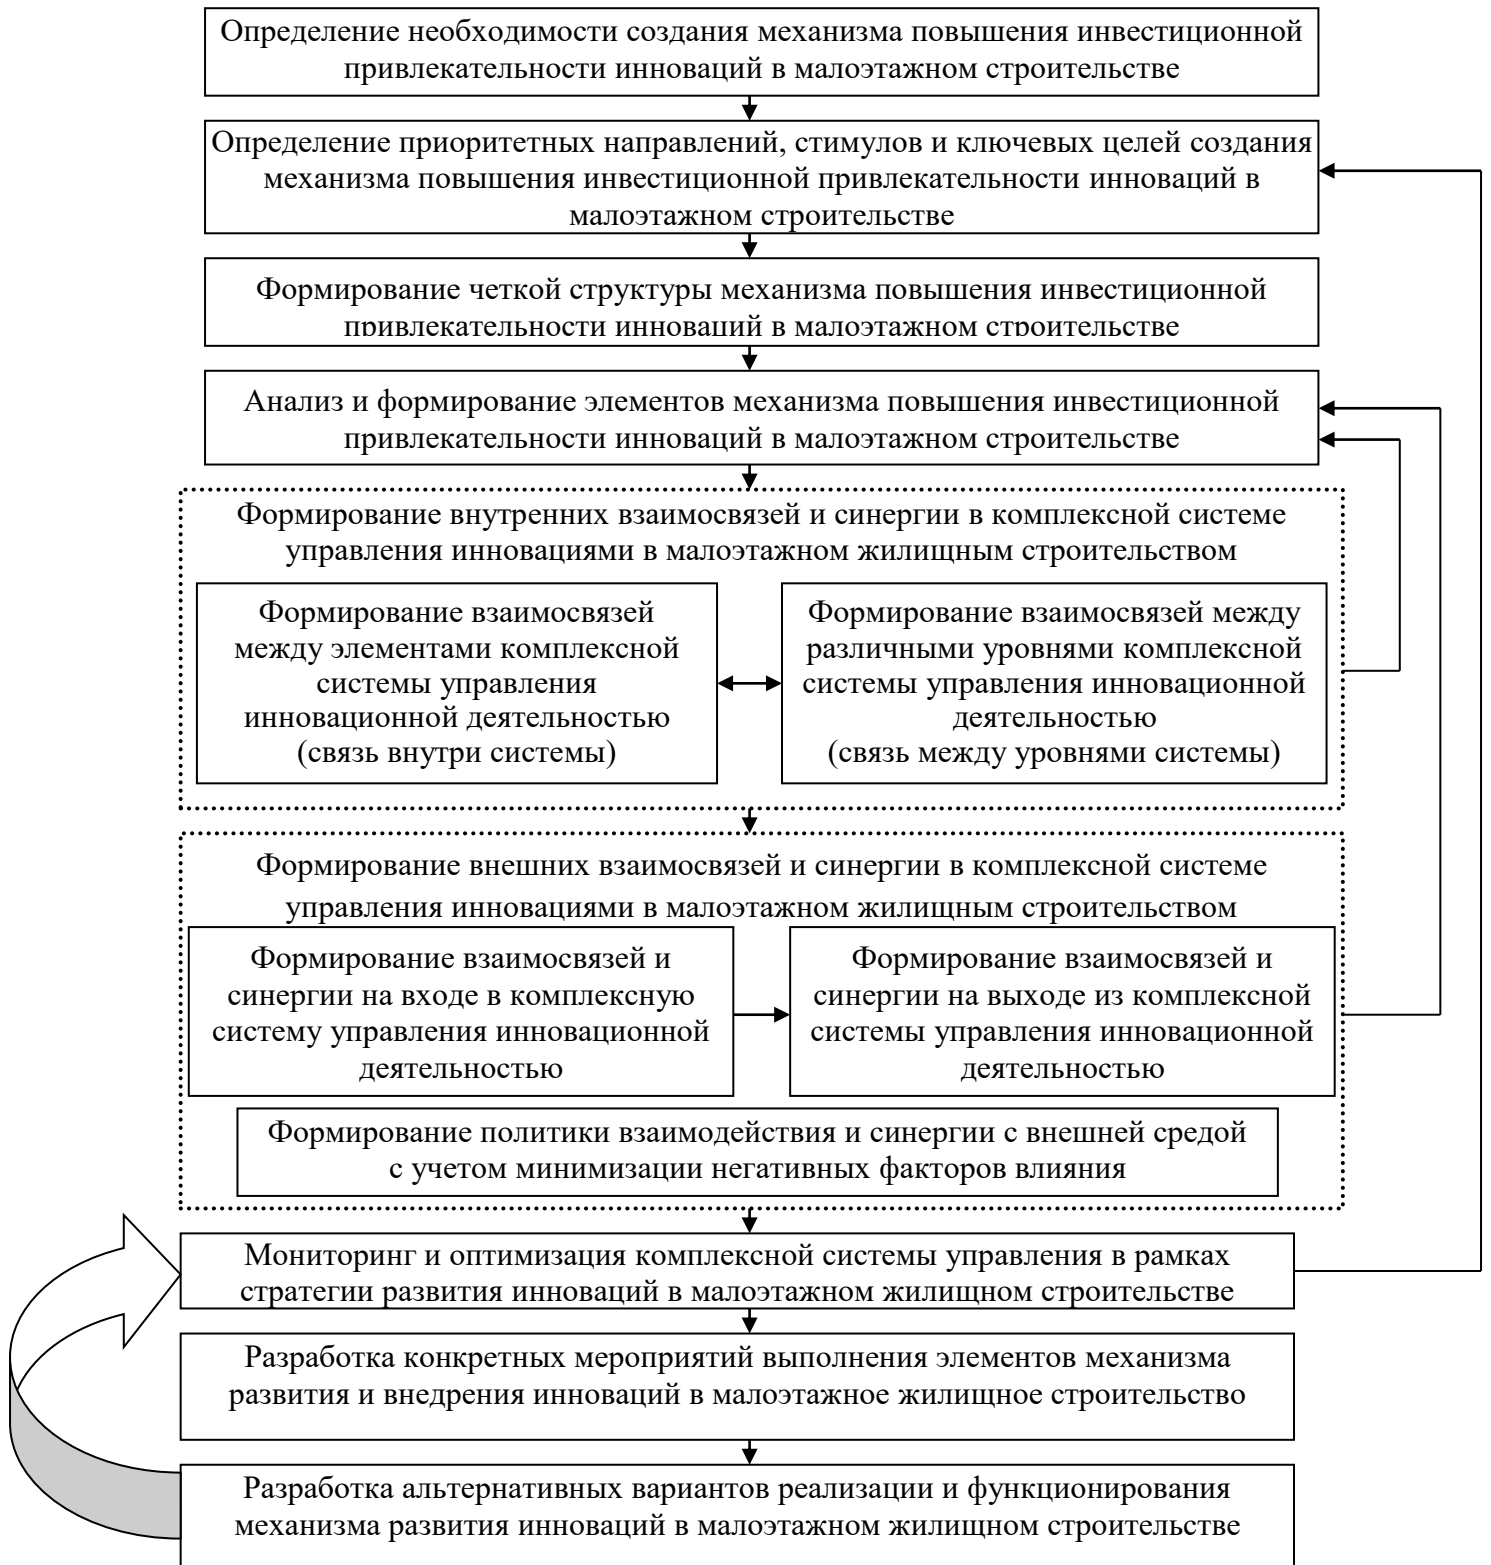 Определение необходимости создания механизма повышения инвестиционной
привлекательности инноваций в малоэтажном строительстве
Определение приоритетных направлений, стимулов и ключевых целей создания
механизма повышения инвестиционной привлекательности инноваций в
малоэтажном строительстве
Формирование четкой структуры механизма повышения инвестиционной
привлекательности инноваций в малоэтажном строительстве
Анализ и формирование элементов механизма повышения инвестиционной
привлекательности инноваций в малоэтажном строительстве
Формирование внутренних взаимосвязей и синергии в комплексной системе
управления инновациями в малоэтажном жилищным строительством
Формирование взаимосвязей
между элементами комплексной
системы управления
инновационной деятельностью
(связь внутри системы)
Формирование взаимосвязей между
различными уровнями комплексной
системы управления инновационной
деятельностью
(связь между уровнями системы)
Формирование внешних взаимосвязей и синергии в комплексной системе
управления инновациями в малоэтажном жилищным строительством
Формирование взаимосвязей и
синергии на входе в комплексную
систему управления инновационной
деятельностью
Формирование взаимосвязей и
синергии на выходе из комплексной
системы управления инновационной
деятельностью
Формирование политики взаимодействия и синергии с внешней средой
с учетом минимизации негативных факторов влияния
Мониторинг и оптимизация комплексной системы управления в рамках
стратегии развития инноваций в малоэтажном жилищном строительстве
Разработка конкретных мероприятий выполнения элементов механизма
развития и внедрения инноваций в малоэтажное жилищное строительство
Разработка альтернативных вариантов реализации и функционирования
механизма развития инноваций в малоэтажном жилищном строительстве